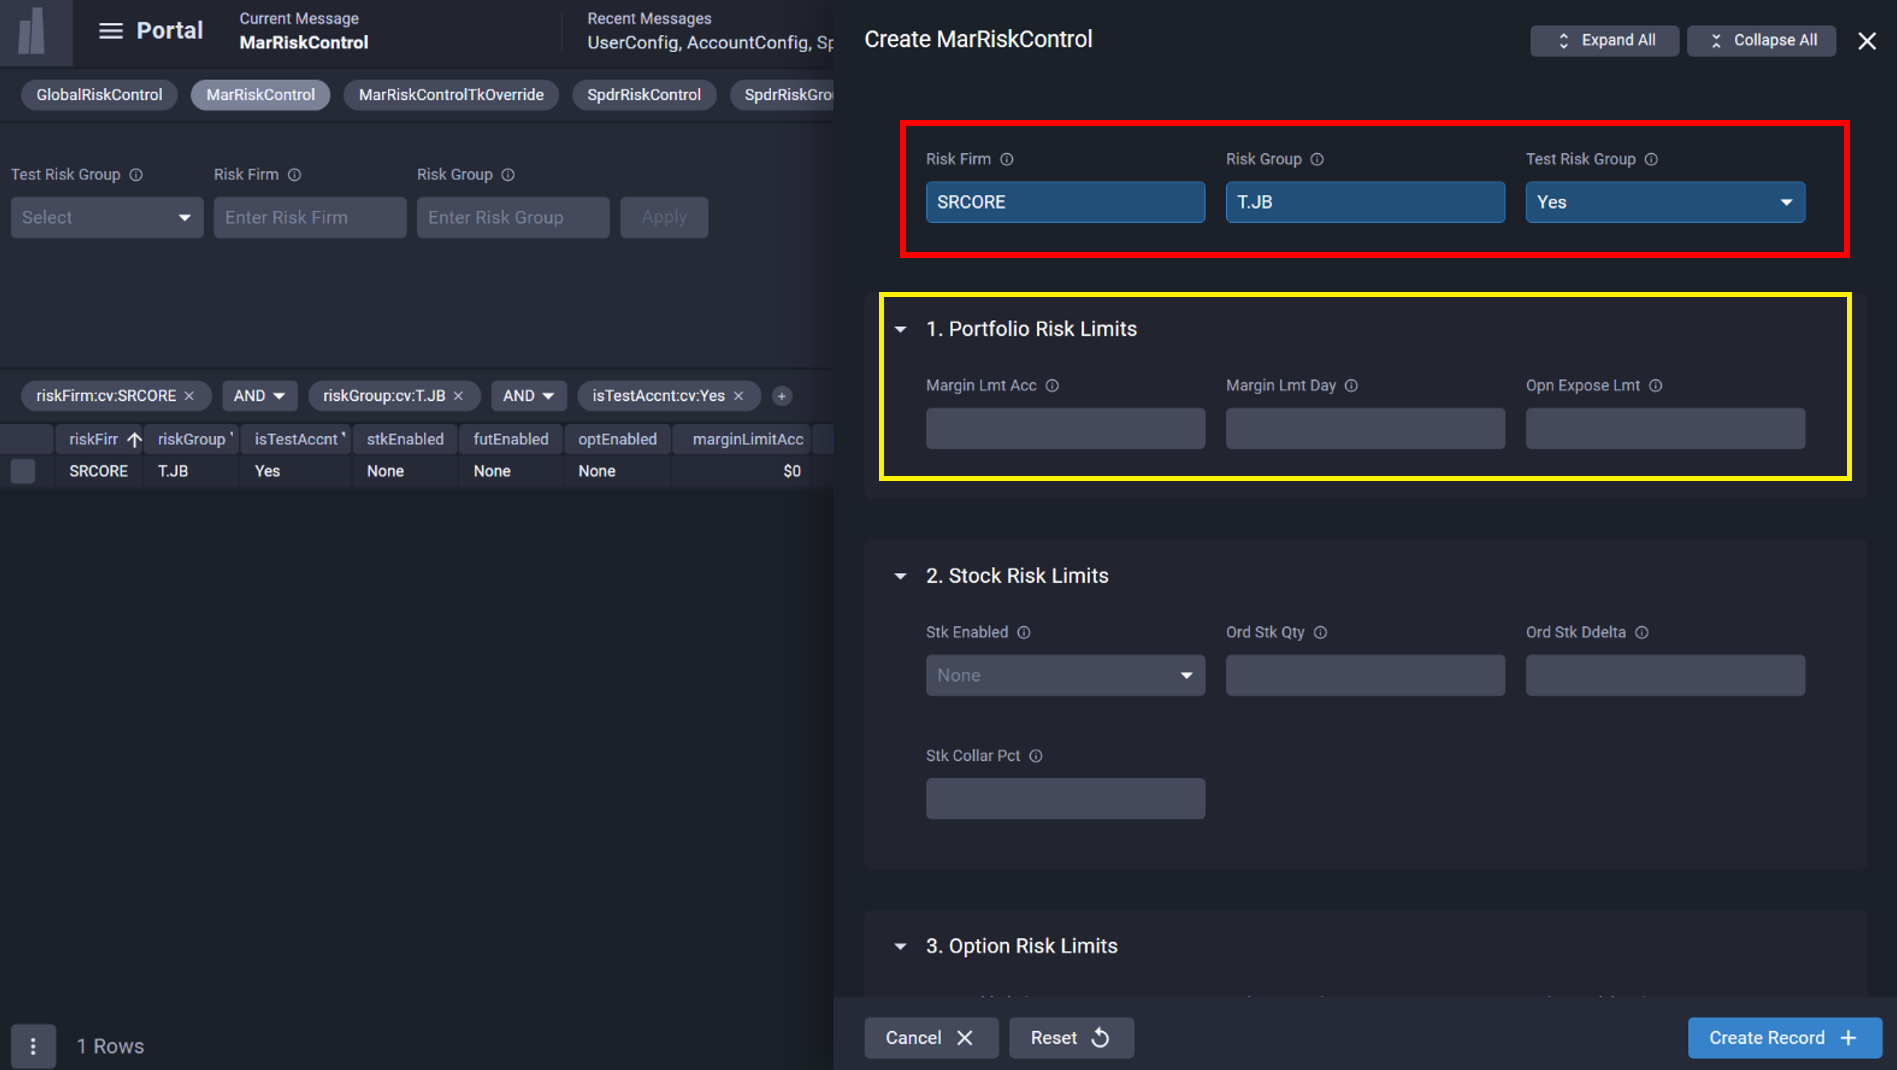 Portal
Current Message
MarRiskControl
Recent Messages
UserConfig, AccountConfig, Sp
GlobalRiskControl
MarRiskControl
MarRiskControlTkOverride
SpdrRiskControl
SpdrRiskGro
Test Risk Group
Risk Firm
Risk Group
Select
Enter Risk Firm
Enter Risk Group
Apply
riskFirm:cv:SRCORE
AND
riskGroup:cv:T.JB
AND
isTestAccnt:cv:Yes
riskFirr
riskGroup
isTestAccnt
stkEnabled
futEnabled
optEnabled
marginLimitAcc
SRCORE
T.JB
Yes
None
None
None
$0
1 Rows
Create MarRiskControl
Expand All
Collapse All
Risk Firm
Risk Group
Test Risk Group
SRCORE
T.JB
Yes
1. Portfolio Risk Limits
Margin Lmt Acc
Margin Lmt Day
Opn Expose Lmt
2. Stock Risk Limits
Stk Enabled
Ord Stk Qty
Ord Stk Ddelta
None
Stk Collar Pct
3. Option Risk Limits
Cancel
Reset
Create Record